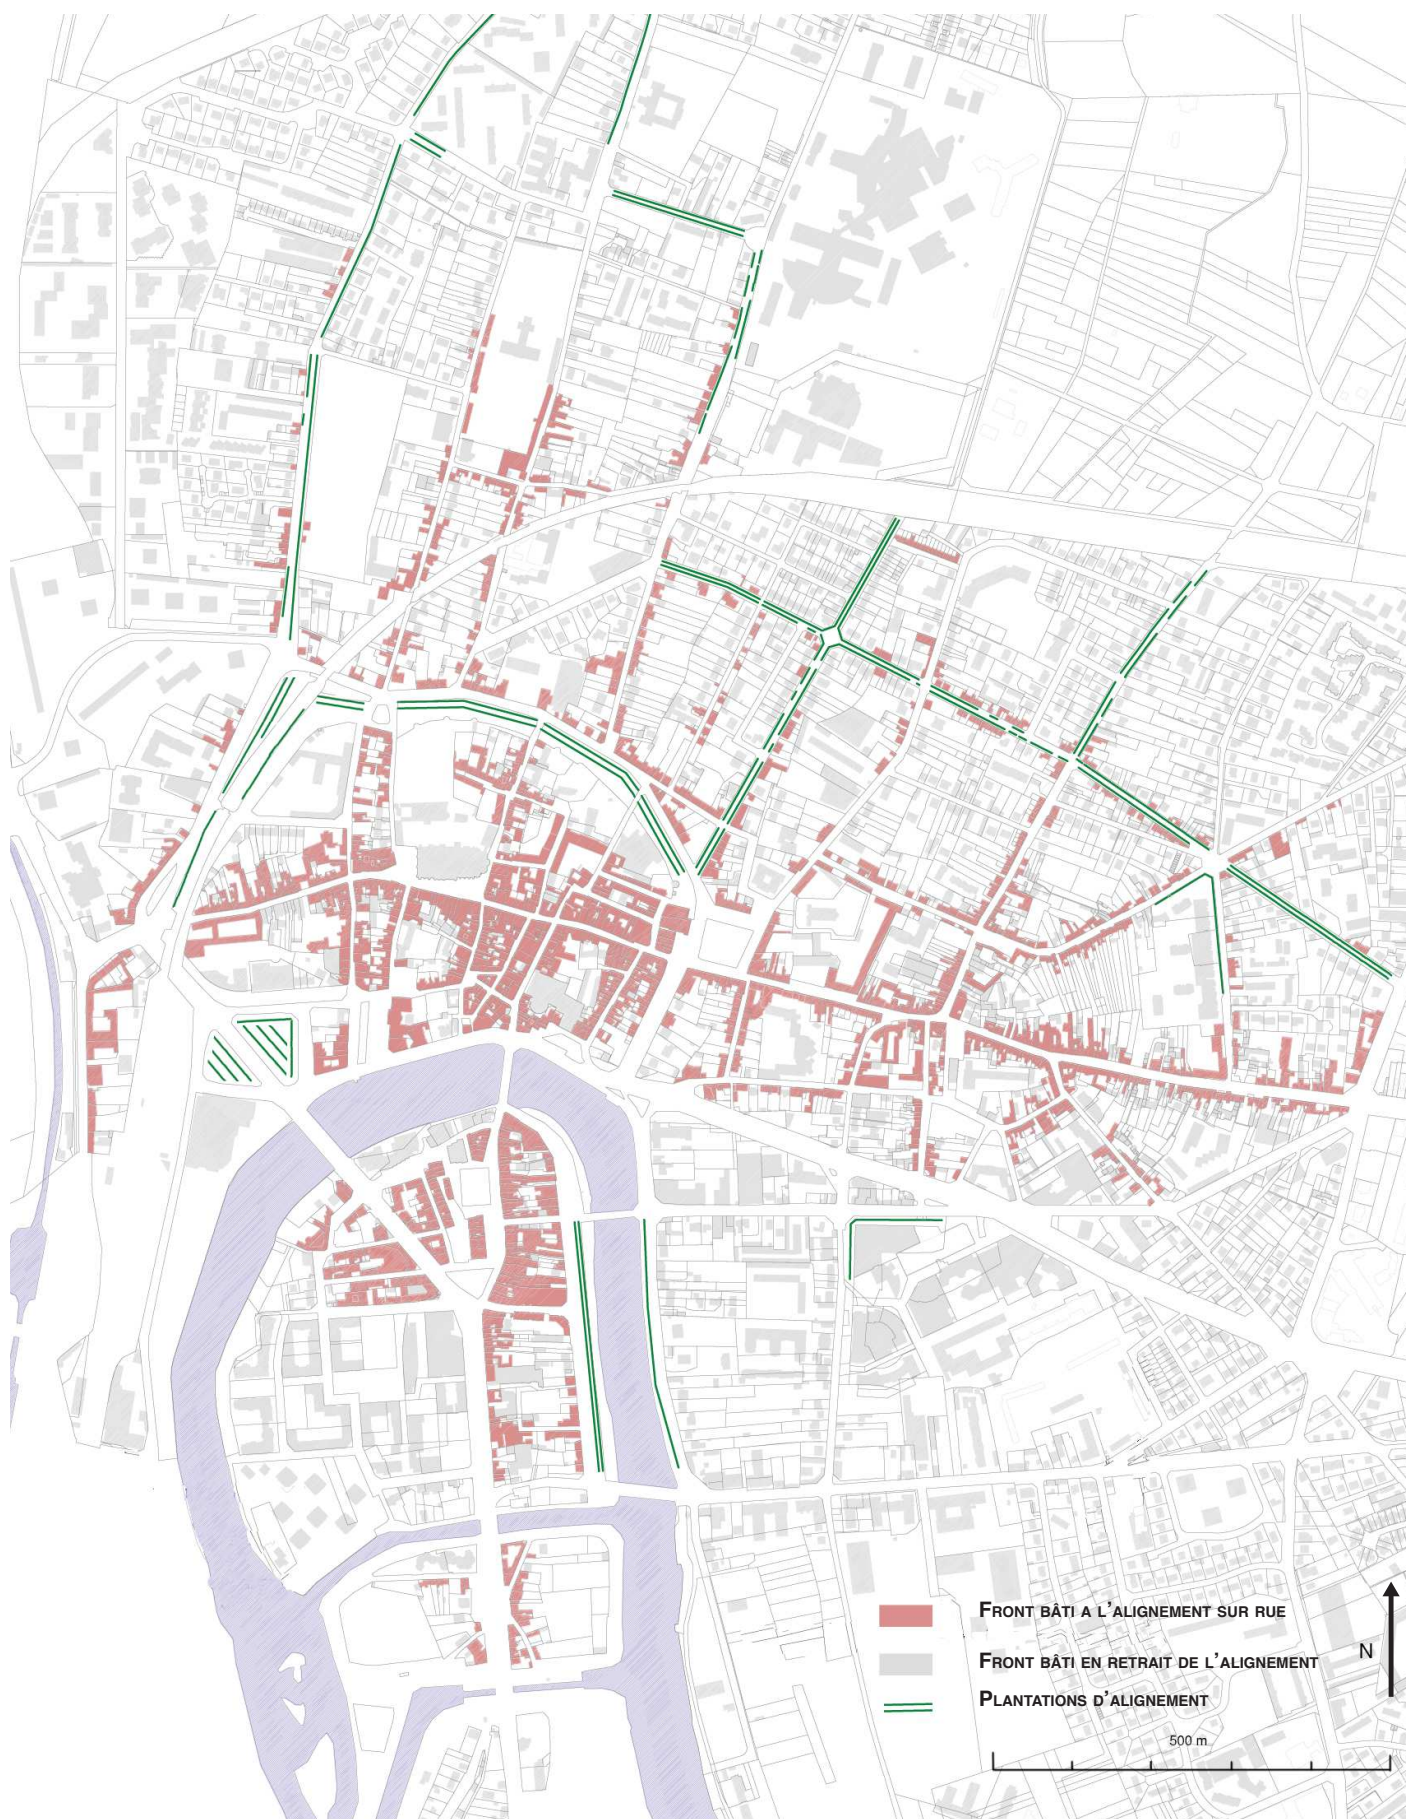 FRONT BÂTI A L'ALIGNEMENT SUR RUE
FRONT BÂTI EN RETRAIT DE L'ALIGNEMENT
N
PLANTATIONS D'ALIGNEMENT
500 m